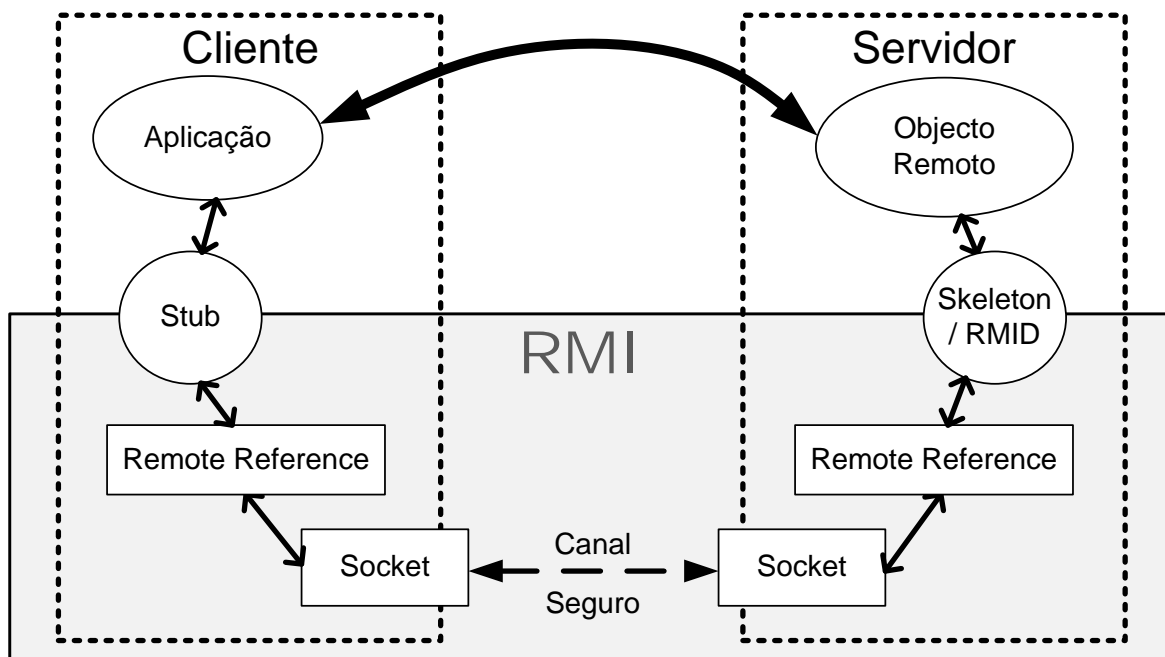 Cliente
Servidor
Aplicação
Objecto
Remoto
Stub
Skeleton
/ RMID
RMI
Remote Reference
Remote Reference
Socket
Canal
Seguro
Socket